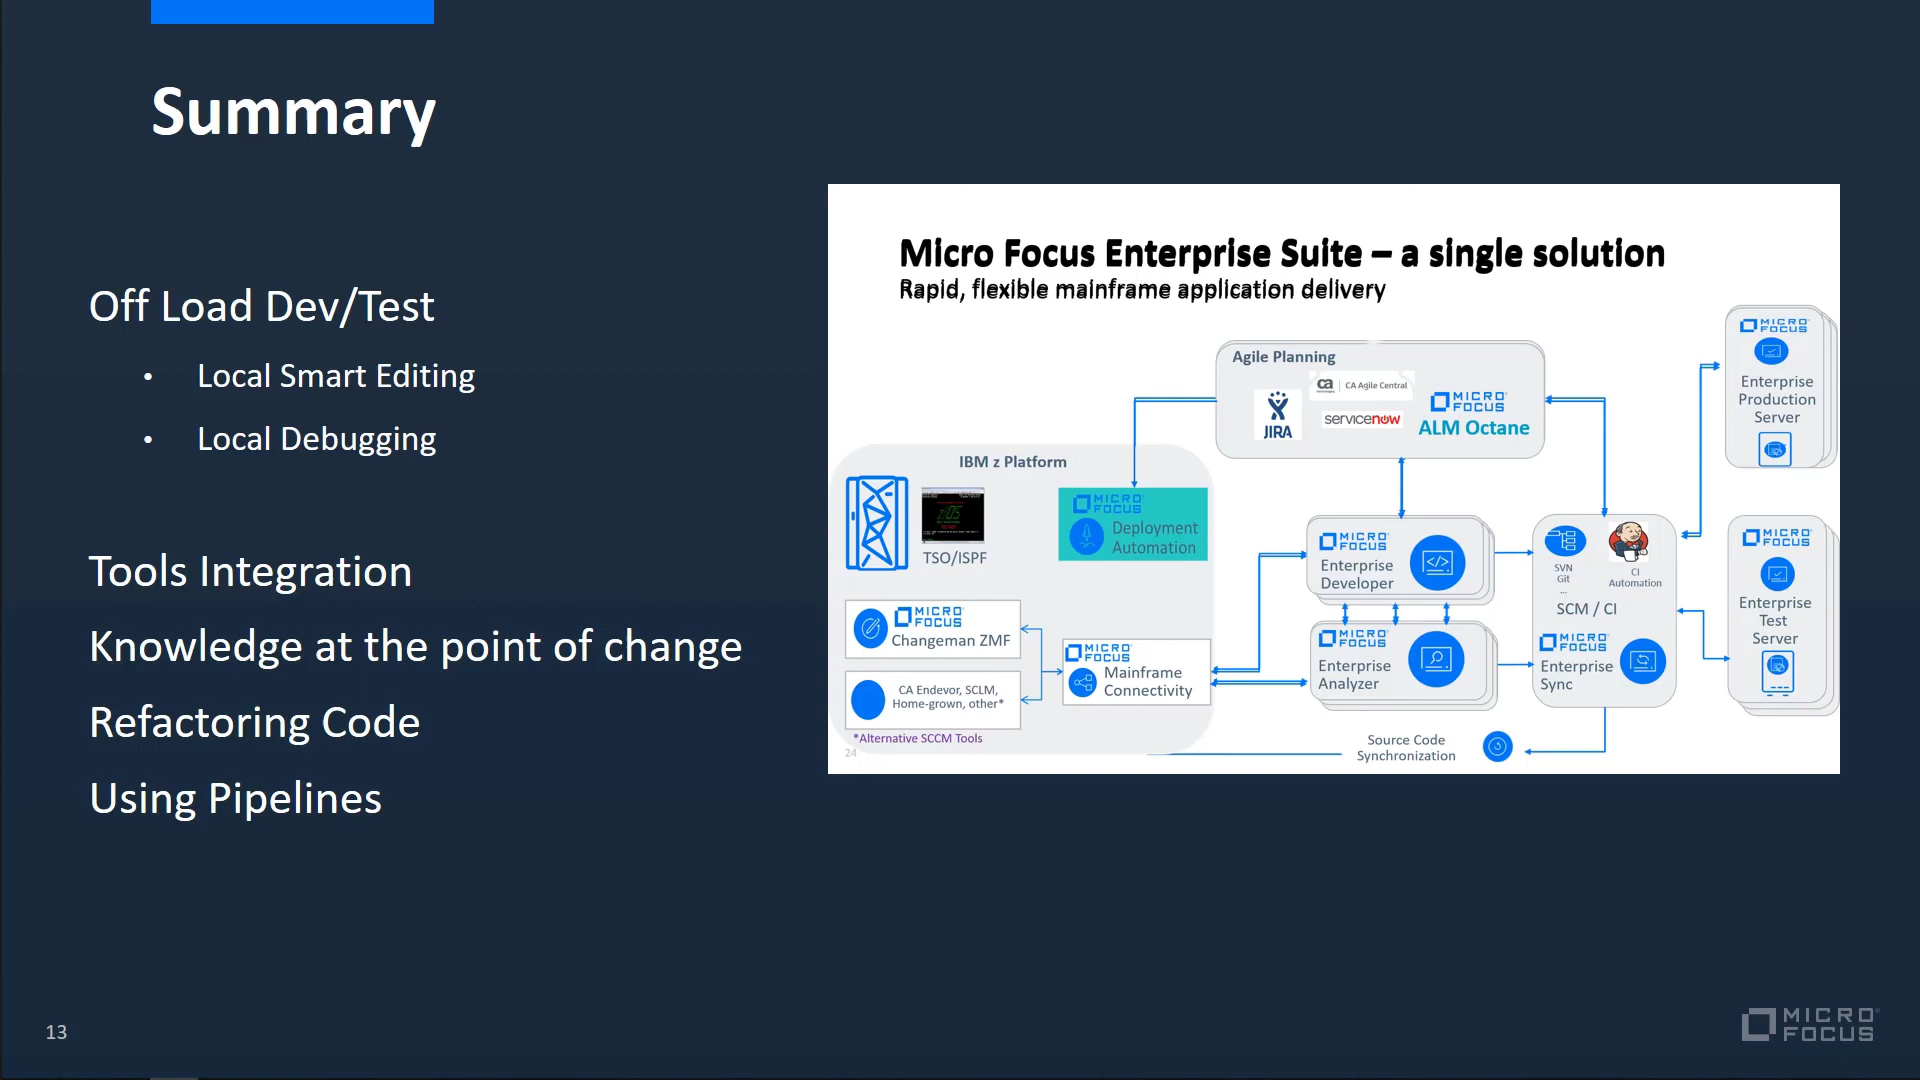 Summary
Off Load Dev/Test
• Local Smart Editing
• Local Debugging
Tools Integration
Knowledge at the point of change
Refactoring Code
Using Pipelines
Micro Focus Enterprise Suite – a single solution
Rapid, flexible mainframe application delivery
Agile Planning
JIRA
ca
CA Agile Central
servicenow
MICRO
FOCUS
ALM Octane
MICRO
FOCUS
Enterprise
Production
Server
IBM z Platform
z/OS
TSO/ISPF
MICRO
FOCUS
Deployment
Automation
MICRO
FOCUS
Changeman ZMF
CA Endevor, SCLM,
Home-grown, other*
*Alternative SCCM Tools
24
MICRO
FOCUS
Mainframe
Connectivity
MICRO
FOCUS
Enterprise
Developer
MICRO
FOCUS
Enterprise
Analyzer
SVN
Git
...
CI
Automation
SCM / CI
MICRO
FOCUS
Enterprise
Sync
MICRO
FOCUS
Enterprise
Test
Server
Source Code
Synchronization
13
MICRO
FOCUS